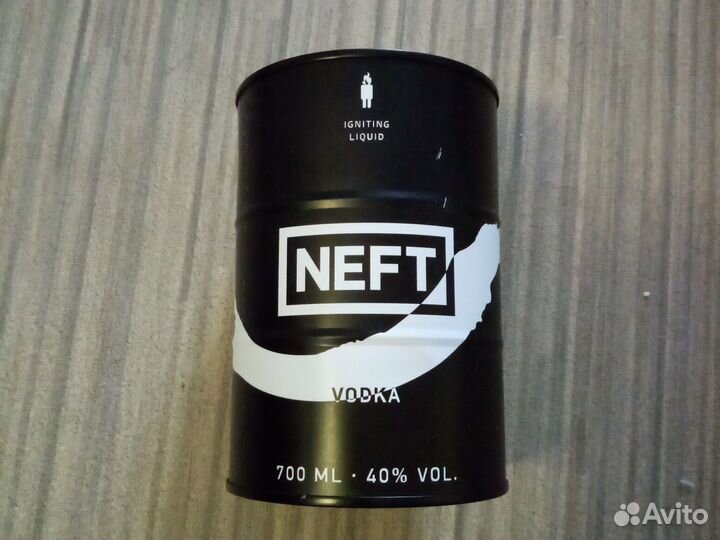 IGNITING
LIQUID
NEFT
VODKA
700 ML · 40% VOL.
Avito